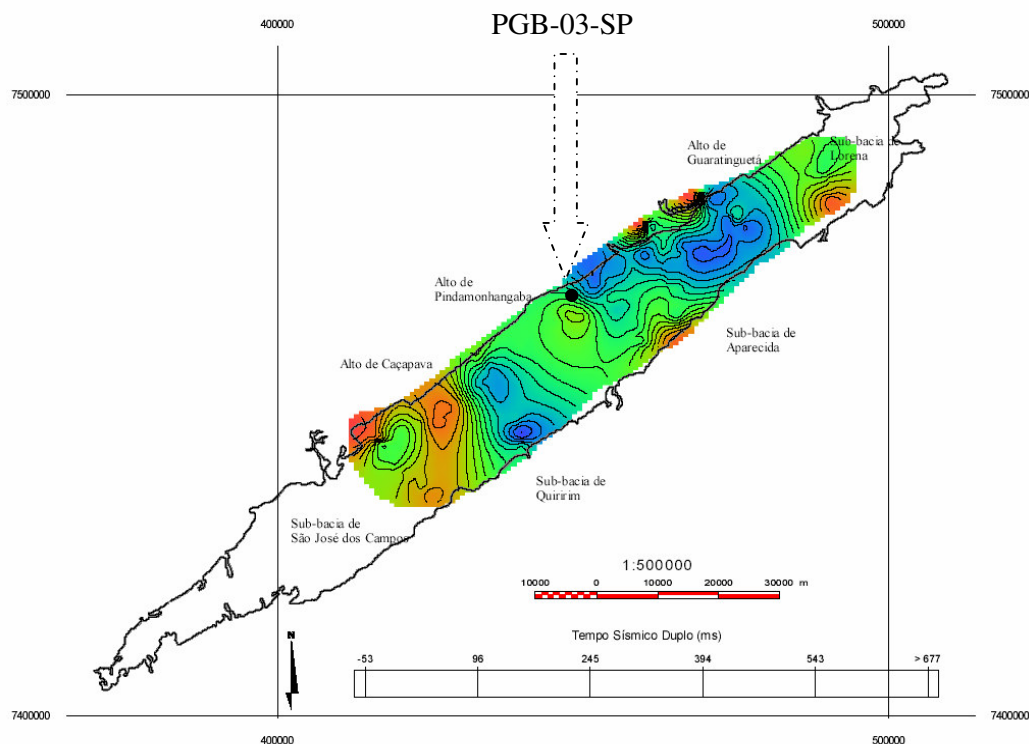 PGB-03-SP
400000
500000
7500000
7500000
Alto de
Guaratinguetá
Sub-bacia de
Lorena
Alto de
Pindamonhangaba
Sub-bacia de
Aparecida
Alto de Caçapava
Sub-bacia de
Quiririm
Sub-bacia de
São José dos Campos
1:500000
10000 0 10000 20000 30000 m
N
Tempo Sísmico Duplo (ms)
-53 96 245 394 543 > 677
7400000
7400000
400000
500000